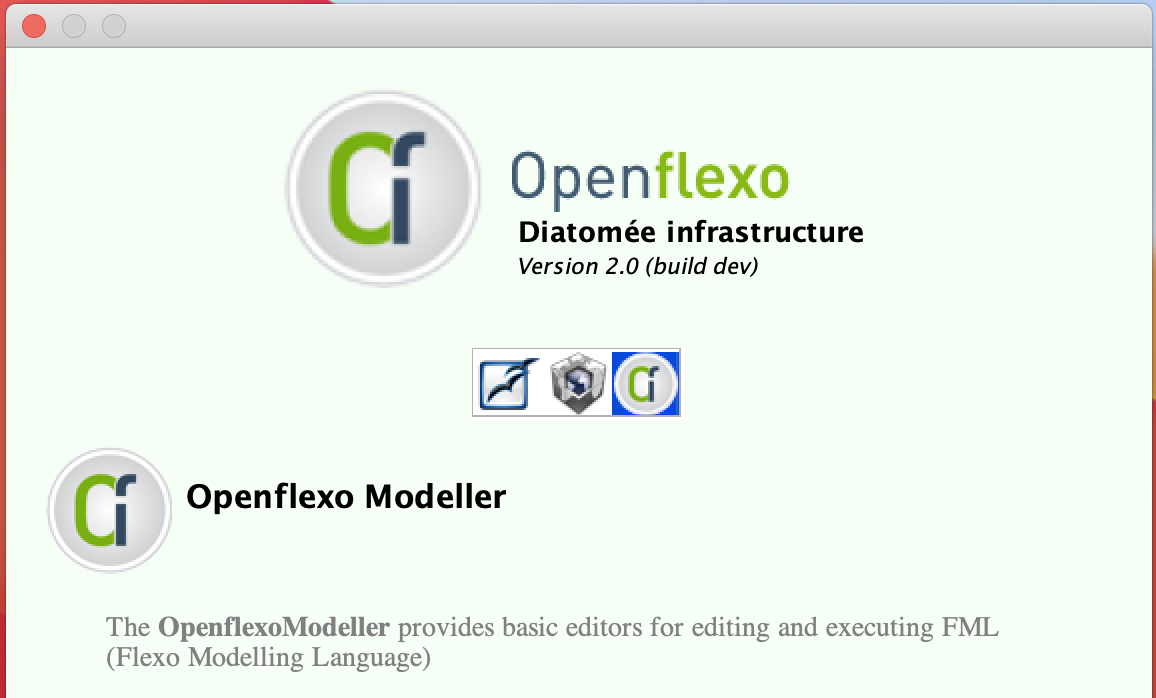 Openflexo
Diatomée infrastructure
Version 2.0 (build dev)
Openflexo Modeller
The OpenflexoModeller provides basic editors for editing and executing FML
(Flexo Modelling Language)